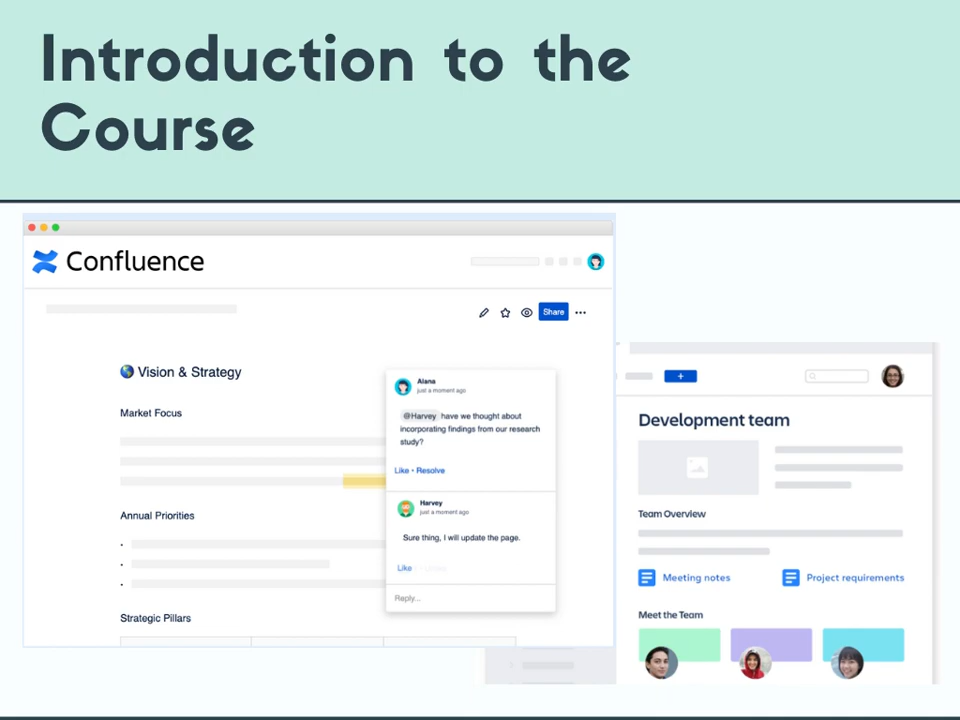 Introduction to the
Course
Confluence
Share
Vision & Strategy
Market Focus
Annual Priorities
Strategic Pillars
Alana
just a moment ago
@Harvey have we thought about
incorporating findings from our research
study?
Like • Resolve
Harvey
just a moment ago
Sure thing, I will update the page.
Like
Reply...
Development team
Team Overview
Meeting notes
Project requirements
Meet the Team